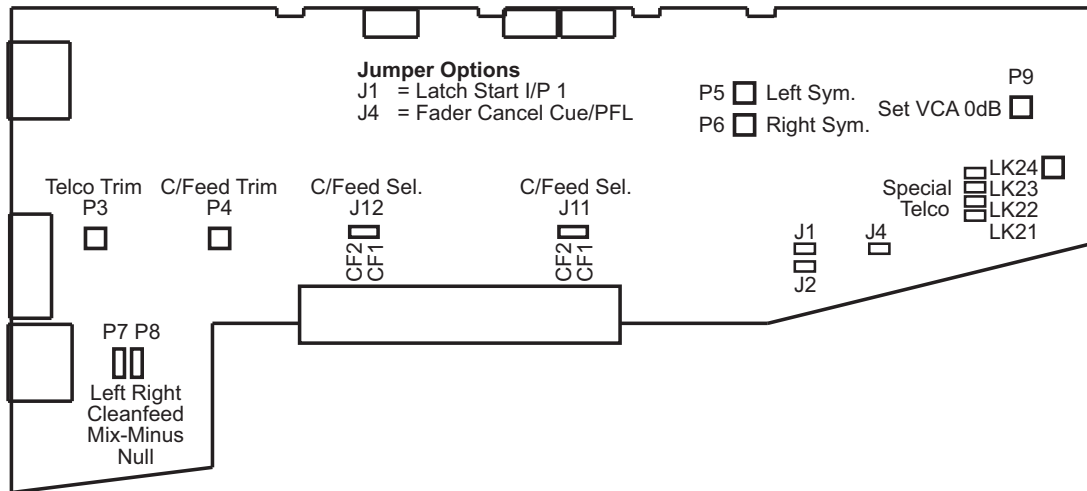 Jumper Options
J1 = Latch Start I/P 1
J4 = Fader Cancel Cue/PFL
P5 Left Sym.
P6 Right Sym.
P9
Set VCA 0dB
Telco Trim
P3
C/Feed Trim
P4
C/Feed Sel.
J12
CF2
CF1
C/Feed Sel.
J11
CF2
CF1
Special
Telco
LK24
LK23
LK22
LK21
J1
J2
J4
P7 P8
Left Right
Cleanfeed
Mix-Minus
Null